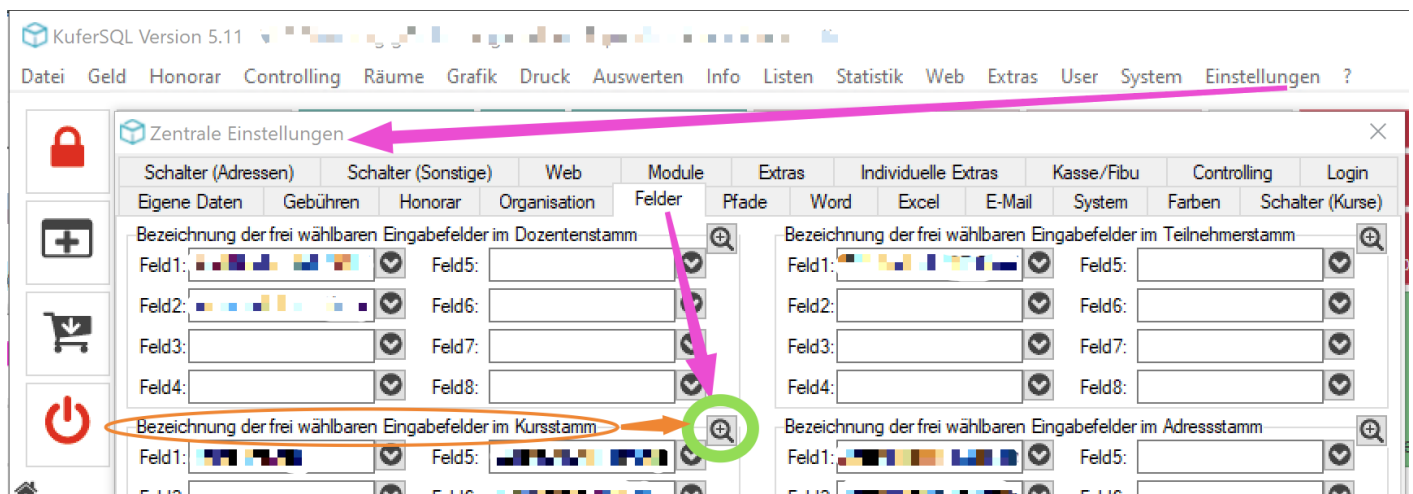 KuferSQL Version 5.11
Datei Geld Honorar Controlling Räume Grafik Druck Auswerten Info Listen Statistik Web Extras User System Einstellungen ?
Zentrale Einstellungen
Schalter (Adressen) Schalter (Sonstige) Web Module Extras Individuelle Extras Kasse/Fibu Controlling Login
Eigene Daten Gebühren Honorar Organisation Felder Pfade Word Excel E-Mail System Farben Schalter (Kurse)
Bezeichnung der frei wählbaren Eingabefelder im Dozentenstamm Bezeichnung der frei wählbaren Eingabefelder im Teilnehmerstamm
Feld1: Feld5: Feld1: Feld5:
Feld2: Feld6: Feld2: Feld6:
Feld3: Feld7: Feld3: Feld7:
Feld4: Feld8: Feld4: Feld8:
Bezeichnung der frei wählbaren Eingabefelder im Kursstamm Bezeichnung der frei wählbaren Eingabefelder im Adressstamm
Feld1: Feld5: Feld1: Feld5: